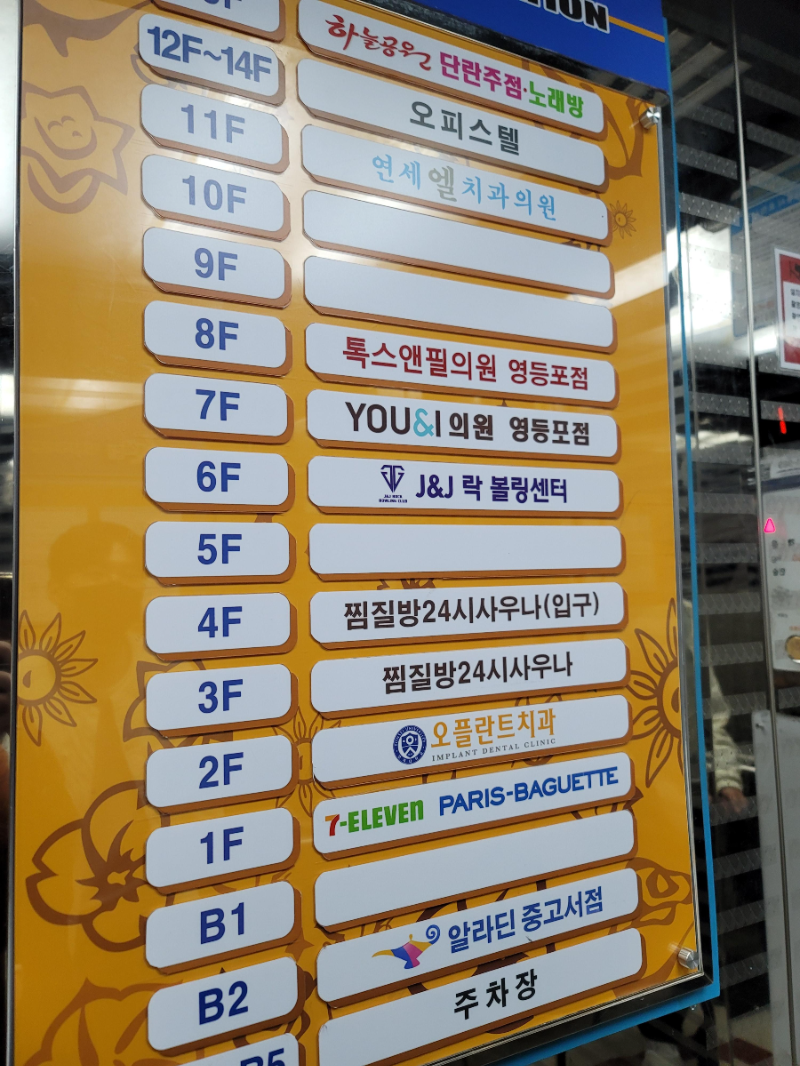 하늘공원 단란주점·노래방
12F~14F 오피스텔
11F 연세엘치과의원
10F
9F
8F 톡스앤필의원 영등포점
7F YOU&I 의원 영등포점
6F J&J 락 볼링센터
5F
4F 찜질방24시사우나(입구)
3F 찜질방24시사우나
2F 오플란트치과
IMPLANT DENTAL CLINIC
1F 7-ELEVEn PARIS-BAGUETTE
B1
B2 알라딘 중고서점
B5 주차장